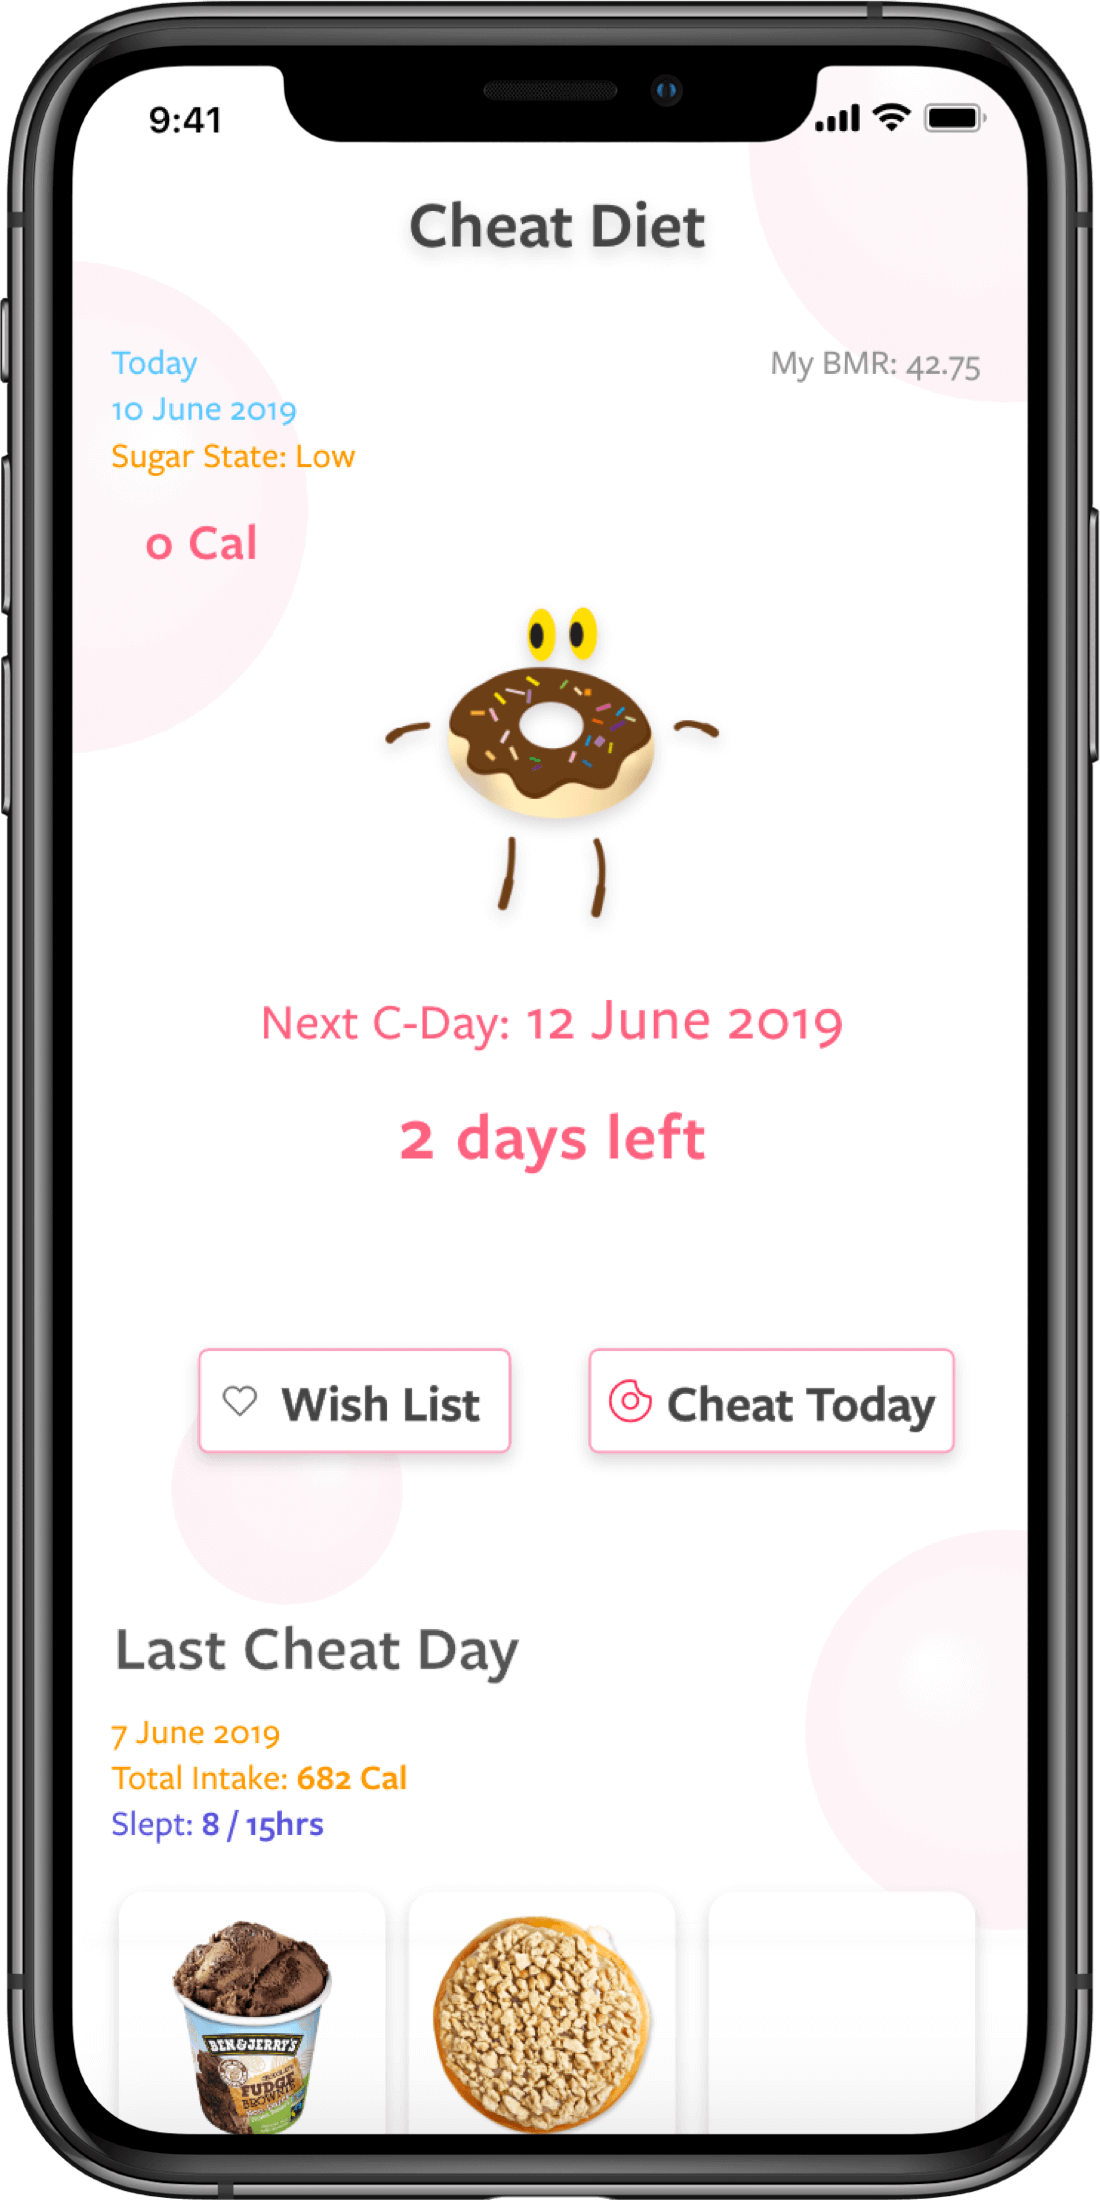 9:41
Cheat Diet
Today
My BMR: 42.75
10 June 2019
Sugar State: Low
0 Cal
Next C-Day: 12 June 2019
2 days left
Wish List
Cheat Today
Last Cheat Day
7 June 2019
Total Intake: 682 Cal
Slept: 8 / 15hrs
BEN & JERRY'S
FUDGE
BROWNIE